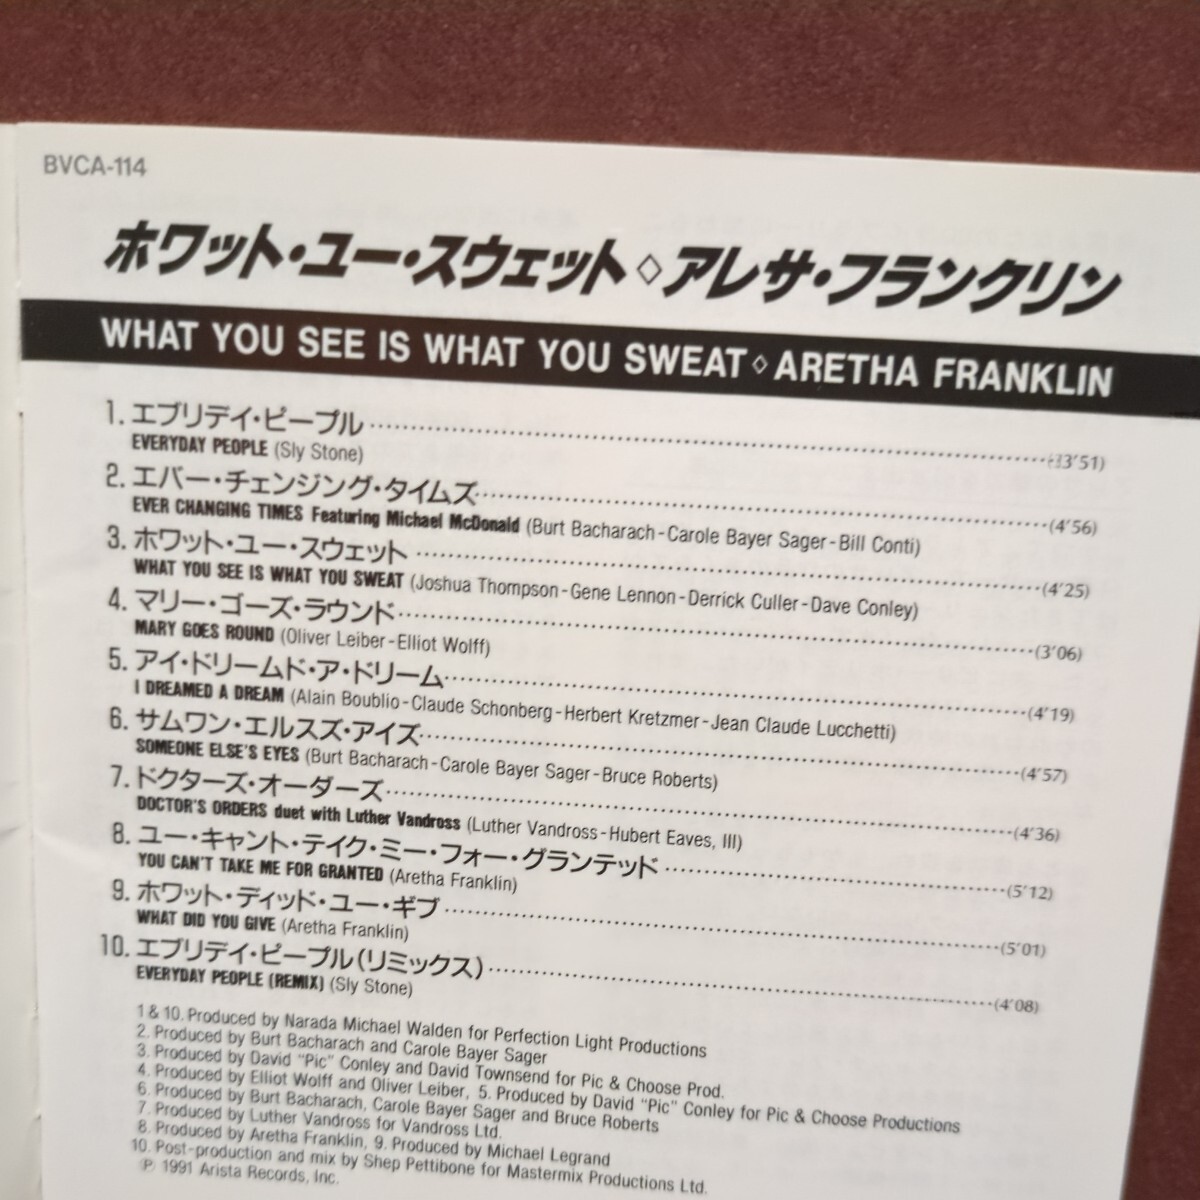 BVCA-114
ホワット・ユー・スウェット◇アレサ・フランクリン
WHAT YOU SEE IS WHAT YOU SWEAT◇ARETHA FRANKLIN
1. エブリデイ・ピープル (3'51)
EVERYDAY PEOPLE (Sly Stone)
2. エバー・チェンジング・タイムズ (4'56)
EVER CHANGING TIMES Featuring Michael McDonald (Burt Bacharach-Carole Bayer Sager-Bill Conti)
3. ホワット・ユー・スウェット (4'25)
WHAT YOU SEE IS WHAT YOU SWEAT (Joshua Thompson-Gene Lennon-Derrick Culler-Dave Conley)
4. マリー・ゴーズ・ラウンド (3'06)
MARY GOES ROUND (Oliver Leiber-Elliot Wolff)
5. アイ・ドリームド・ア・ドリーム (4'19)
I DREAMED A DREAM (Alain Boublio-Claude Schonberg-Herbert Kretzmer-Jean Claude Lucchetti)
6. サムワン・エルスズ・アイズ (4'57)
SOMEONE ELSE'S EYES (Burt Bacharach-Carole Bayer Sager-Bruce Roberts)
7. ドクターズ・オーダーズ (4'36)
DOCTOR'S ORDERS duet with Luther Vandross (Luther Vandross-Hubert Eaves, III)
8. ユー・キャント・テイク・ミー・フォー・グランテッド (5'12)
YOU CAN'T TAKE ME FOR GRANTED (Aretha Franklin)
9. ホワット・ディッド・ユー・ギブ (5'01)
WHAT DID YOU GIVE (Aretha Franklin)
10. エブリデイ・ピープル(リミックス) (4'08)
EVERYDAY PEOPLE (REMIX) (Sly Stone)
1 & 10. Produced by Narada Michael Walden for Perfection Light Productions
2. Produced by Burt Bacharach and Carole Bayer Sager
3. Produced by David "Pic" Conley and David Townsend for Pic & Choose Prod.
4. Produced by Elliot Wolff and Oliver Leiber, 5. Produced by David "Pic" Conley for Pic & Choose Productions
6. Produced by Burt Bacharach, Carole Bayer Sager and Bruce Roberts
7. Produced by Luther Vandross for Vandross Ltd.
8. Produced by Aretha Franklin, 9. Produced by Michael Legrand
10. Post-production and mix by Shep Pettibone for Mastermix Productions Ltd.
℗ 1991 Arista Records, Inc.